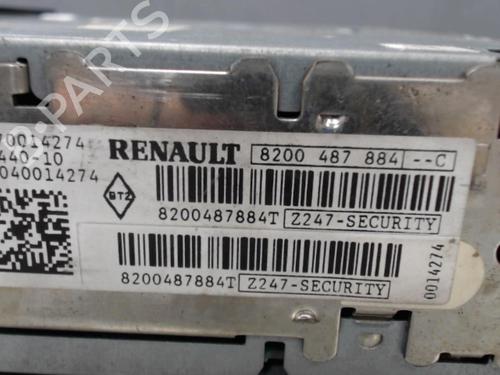 70014274
440-10
040014274
RENAULT 8200 487 884 --C
BTZ
8200487884T Z247-SECURITY
8200487884T Z247-SECURITY
0014274
B-PARTS